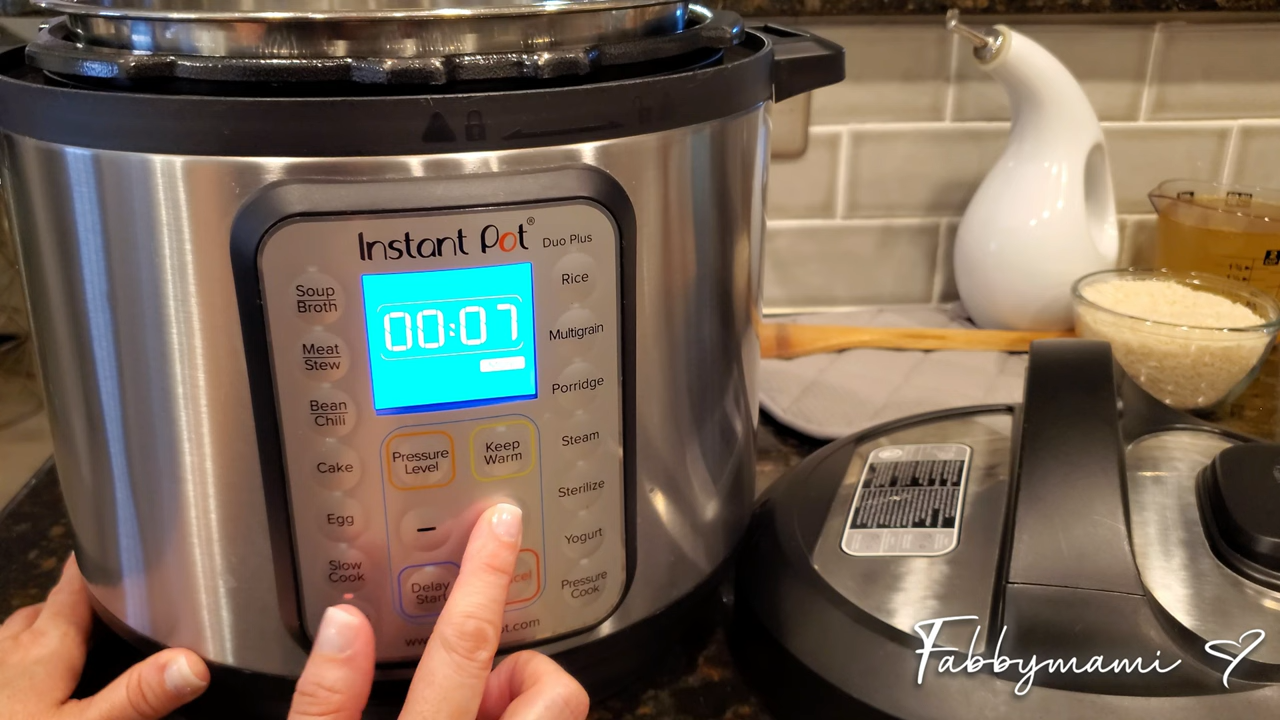 Instant Pot®
Duo Plus
Soup
Broth
Meat
Stew
Bean
Chili
Cake
Egg
Slow
Cook
00:07
Rice
Multigrain
Porridge
Steam
Sterilize
Yogurt
Pressure
Cook
Pressure
Level
Keep
Warm
-
Delay
Start
Fabbymami